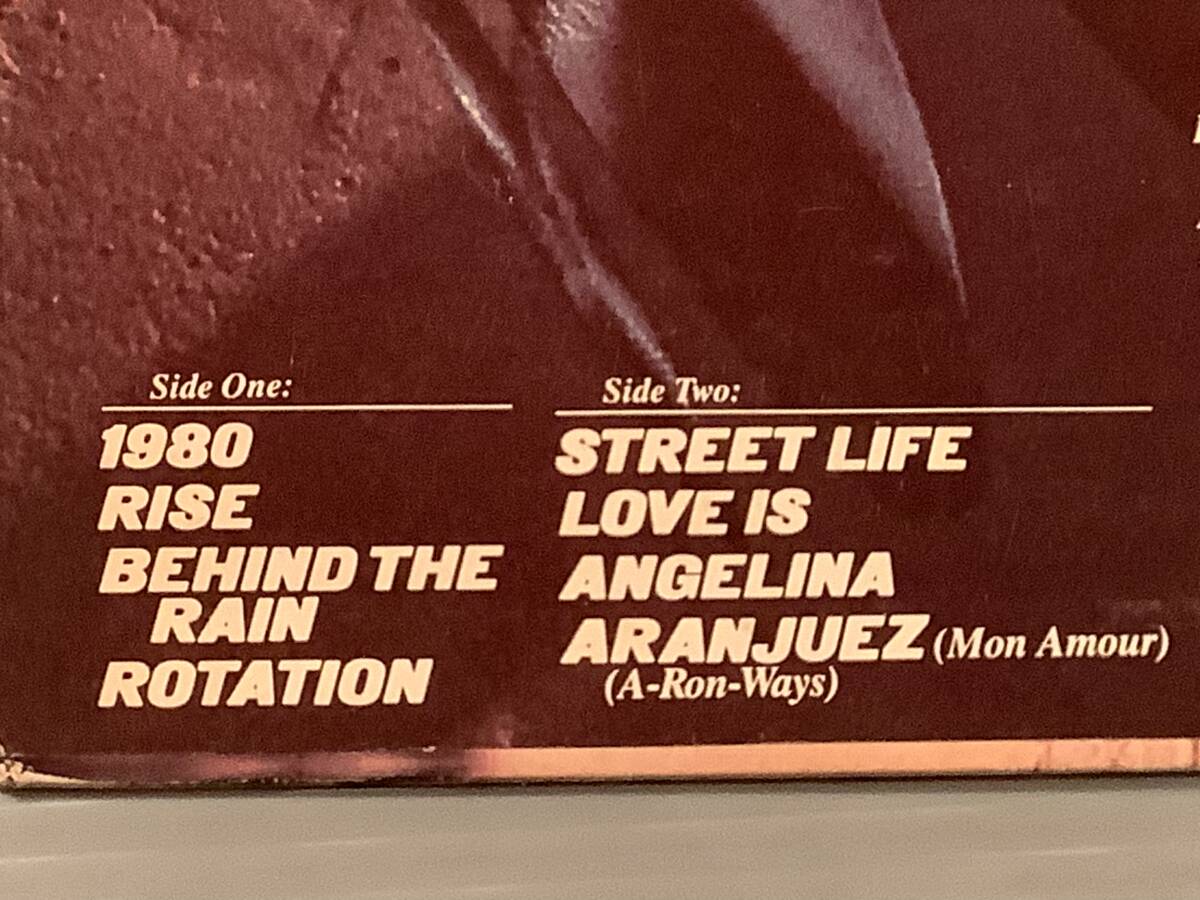 Side One:
1980
RISE
BEHIND THE
RAIN
ROTATION
Side Two:
STREET LIFE
LOVE IS
ANGELINA
ARANJUEZ (Mon Amour)
(A-Ron-Ways)